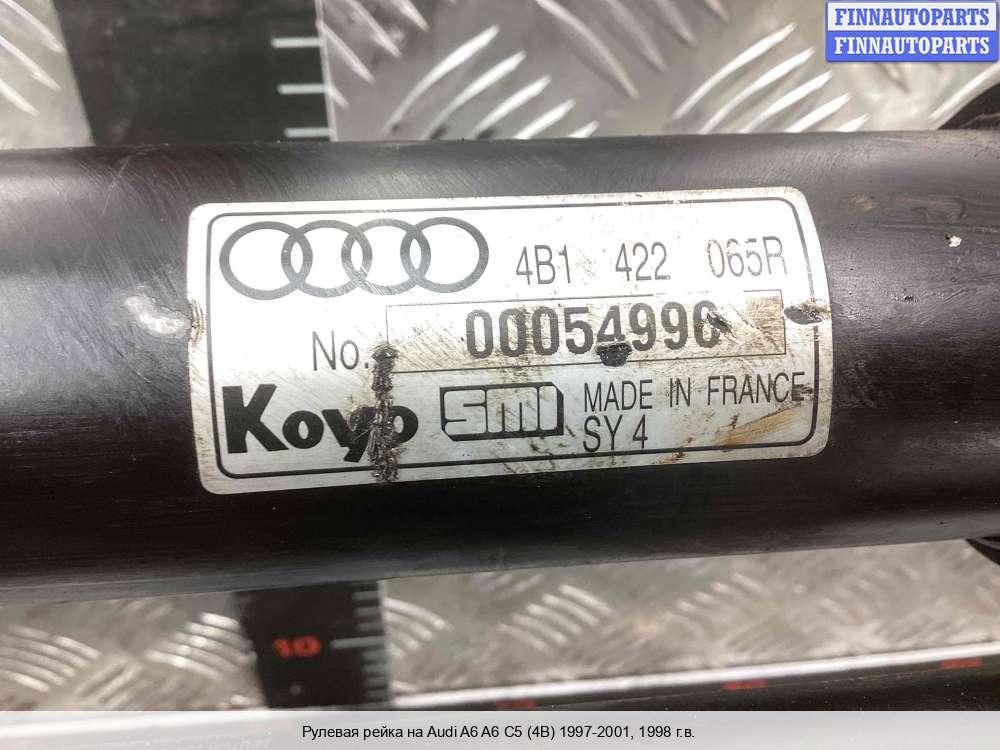 FINNAUTOPARTS
FINNAUTOPARTS
4B1 422 065R
No. 00054996
Koyo smi MADE IN FRANCE
SY 4
10
Рулевая рейка на Audi A6 A6 C5 (4B) 1997-2001, 1998 г.в.